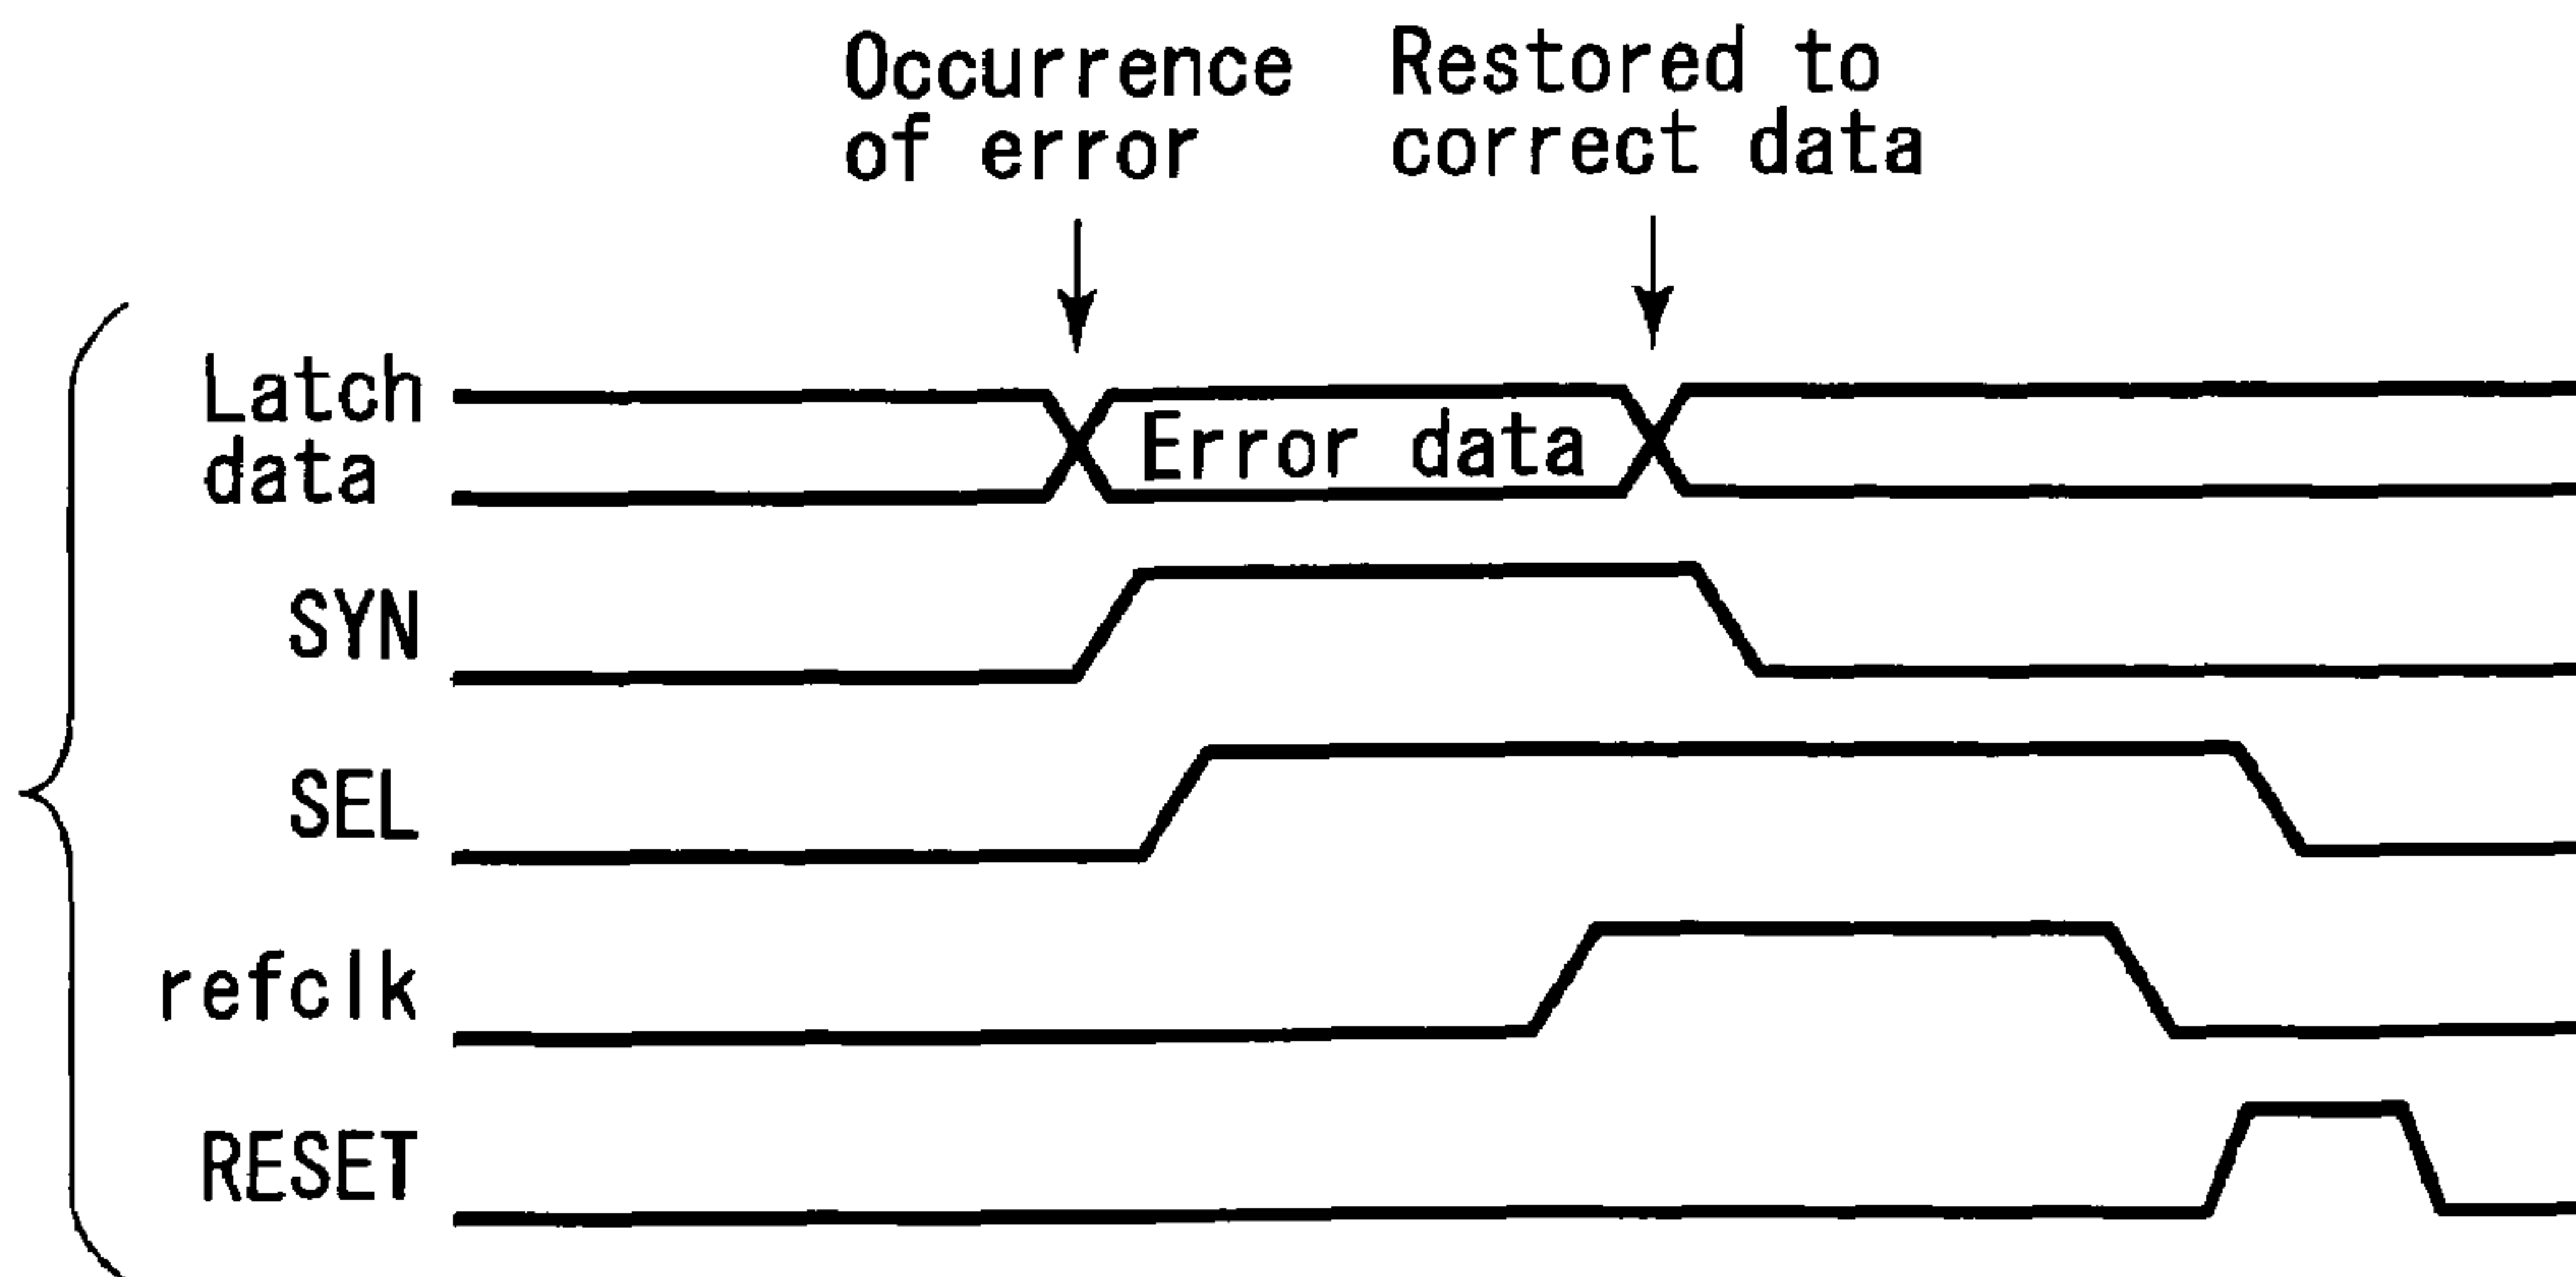 Occurrence
of error
Restored to
correct data
Latch
data
Error data
SYN
SEL
refclk
RESET